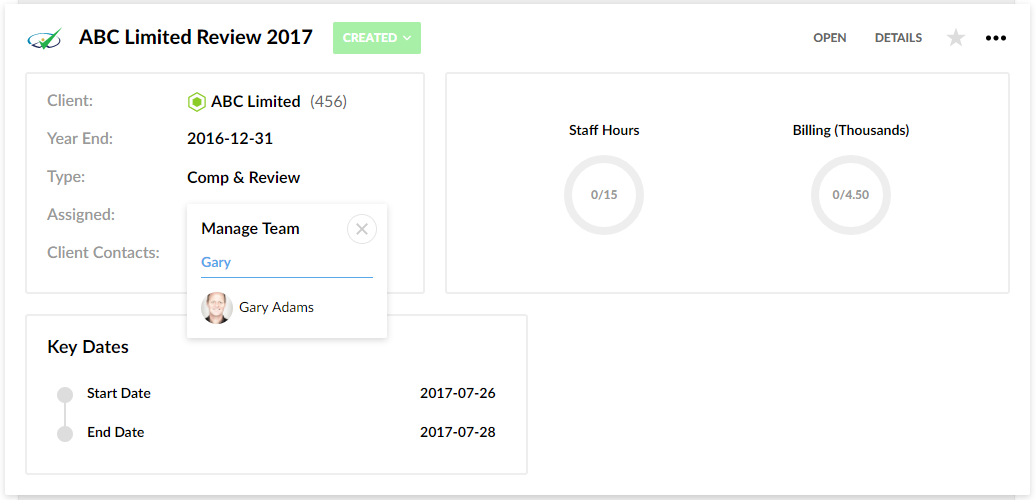 ABC Limited Review 2017 CREATED OPEN DETAILS
Client: ABC Limited (456)
Year End: 2016-12-31
Type: Comp & Review
Assigned:
Client Contacts:
Manage Team
Gary
Gary Adams
Staff Hours Billing (Thousands)
0/15 0/4.50
Key Dates
Start Date 2017-07-26
End Date 2017-07-28